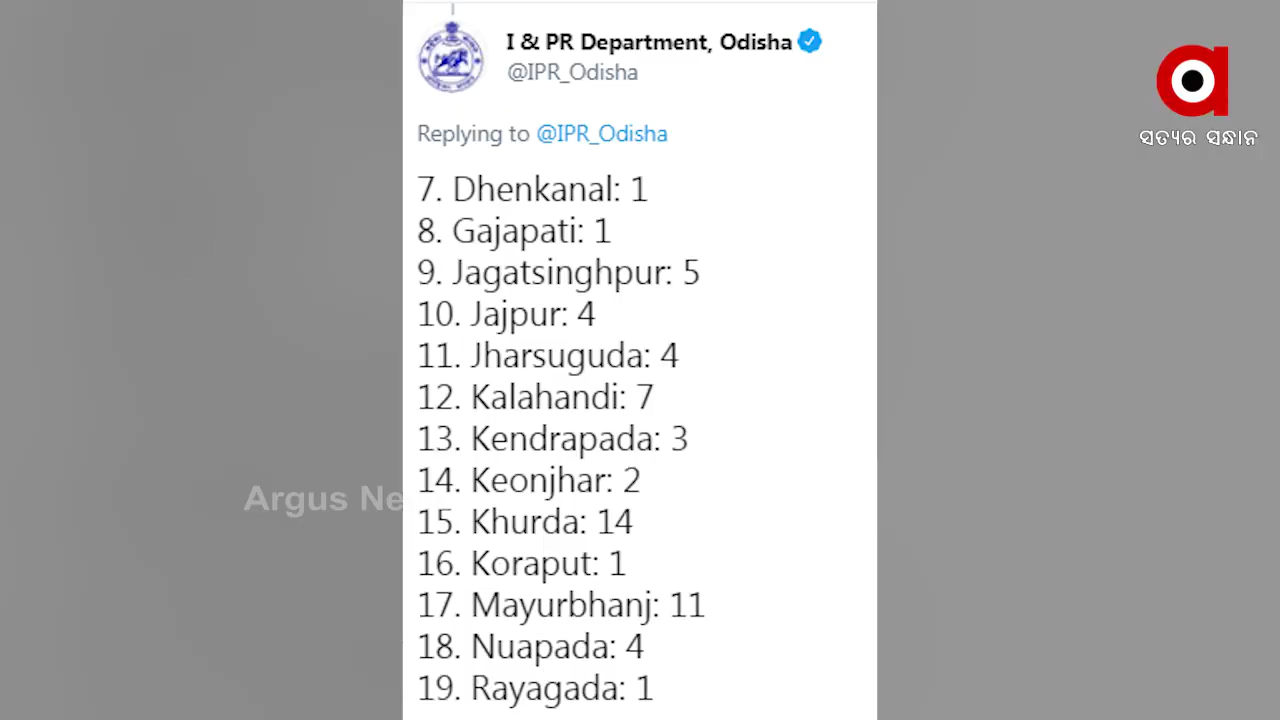 I & PR Department, Odisha
@IPR_Odisha
ସତ୍ୟର ସନ୍ଧାନ
Replying to @IPR_Odisha
7. Dhenkanal: 1
8. Gajapati: 1
9. Jagatsinghpur: 5
10. Jajpur: 4
11. Jharsuguda: 4
12. Kalahandi: 7
13. Kendrapada: 3
14. Keonjhar: 2
Argus Ne
15. Khurda: 14
16. Koraput: 1
17. Mayurbhanj: 11
18. Nuapada: 4
19. Rayagada: 1